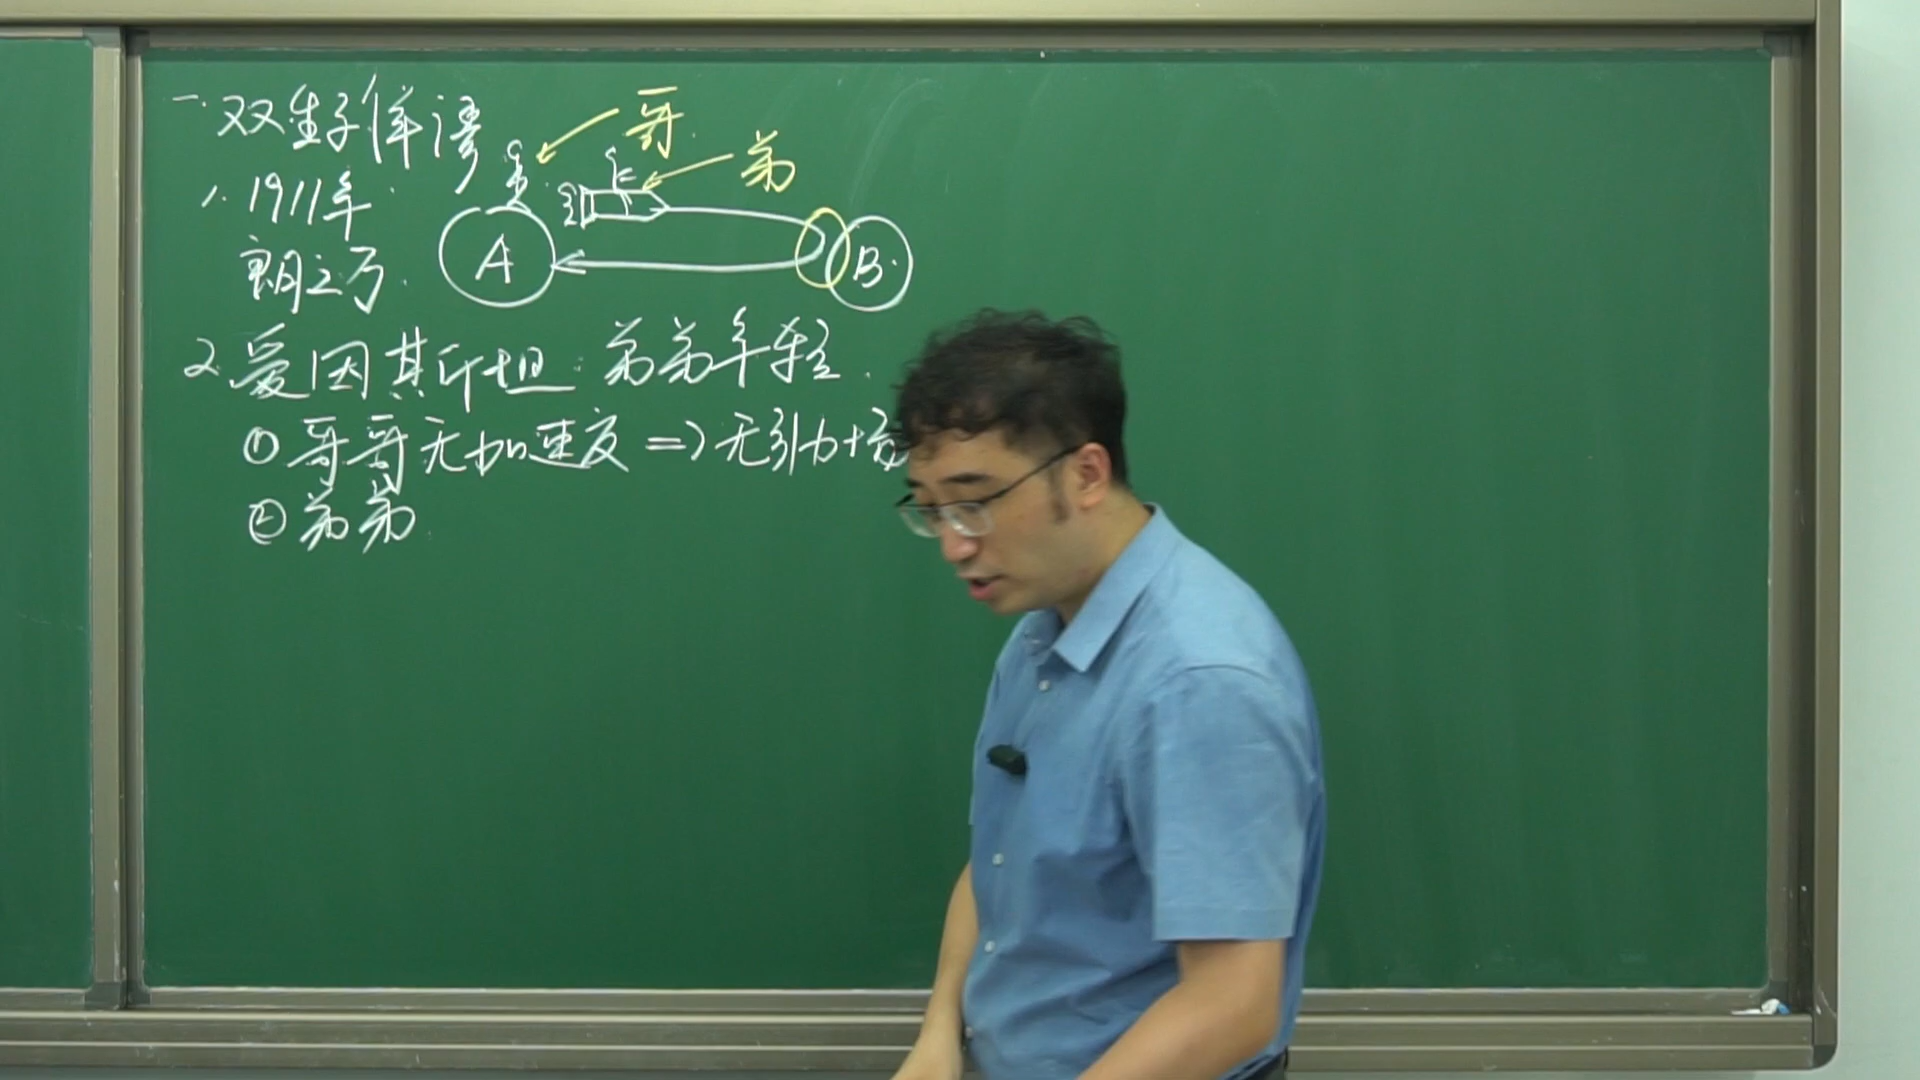 一.双生子佯谬
哥
弟
1.1911年
朗之万.
A
B
2.爱因斯坦:弟弟年轻.
①哥哥无加速度=>无引力场
②弟弟